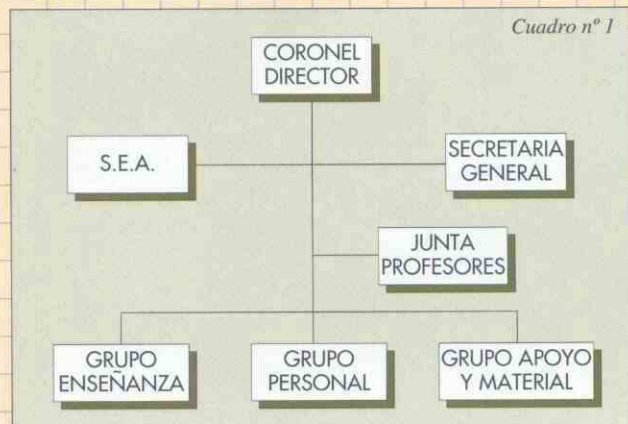 Cuadro nº 1
CORONEL
DIRECTOR
S.E.A.
SECRETARIA
GENERAL
JUNTA
PROFESORES
GRUPO
ENSEÑANZA
GRUPO
PERSONAL
GRUPO APOYO
Y MATERIAL